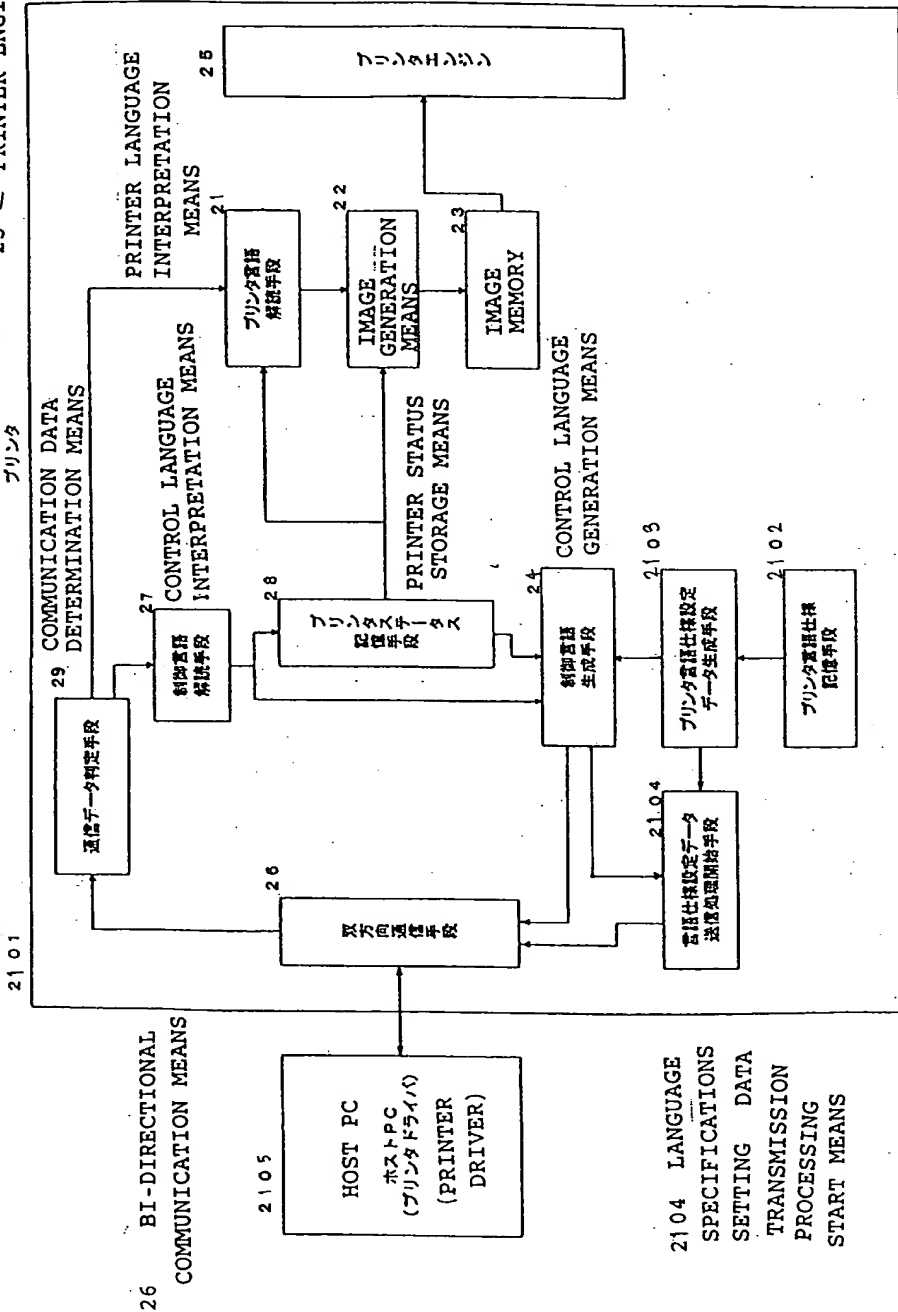 プリンタ
2101
29 COMMUNICATION DATA
DETERMINATION MEANS
通信データ判定手段
27
CONTROL LANGUAGE
INTERPRETATION MEANS
制御言語
解読手段
28
プリンタステータス
記憶手段
PRINTER STATUS
STORAGE MEANS
PRINTER LANGUAGE
INTERPRETATION
MEANS
21
プリンタ言語
解読手段
22
IMAGE
GENERATION
MEANS
23
IMAGE
MEMORY
25
プリンタエンジン
26
双方向
通信手段
26 BI-DIRECTIONAL
COMMUNICATION MEANS
2105
HOST PC
ホストPC
(プリンタドライバ)
(PRINTER
DRIVER)
24
CONTROL LANGUAGE
GENERATION MEANS
制御言語
生成手段
2103
プリンタ言語仕様設定
データ生成手段
2102
プリンタ言語仕様
記憶手段
2104
言語仕様設定データ
送信処理開始手段
2104 LANGUAGE
SPECIFICATIONS
SETTING DATA
TRANSMISSION
PROCESSING
START MEANS